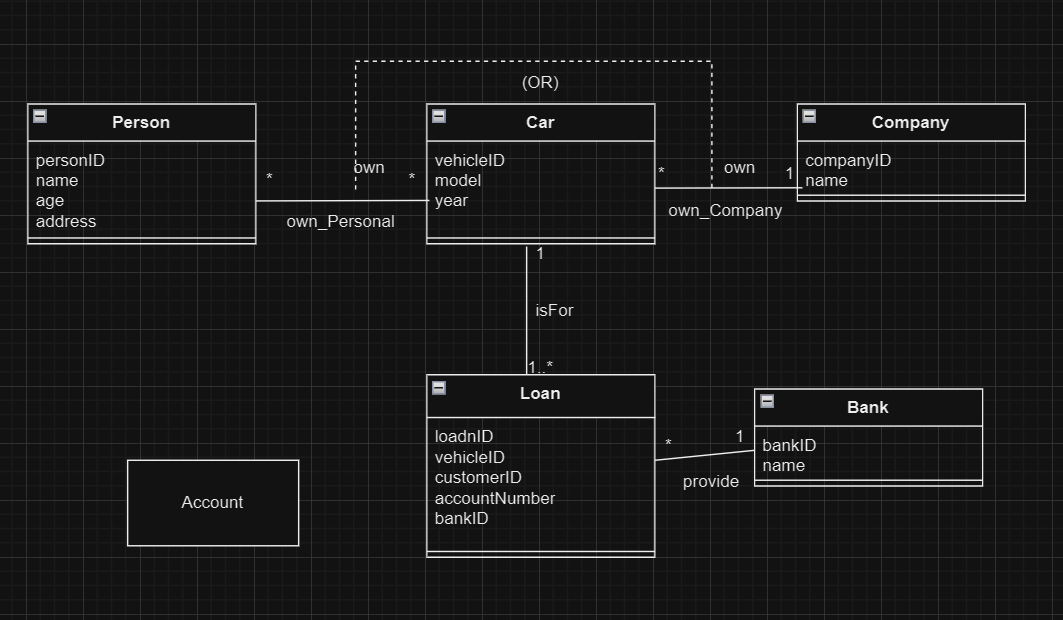 (OR)
Person
personID
name
age
address
*
own
*
own_Personal
Car
vehicleID
model
year
*
own
1
own_Company
Company
companyID
name
1
isFor
1..*
Loan
loadnID
vehicleID
customerID
accountNumber
bankID
*
1
provide
Bank
bankID
name
Account